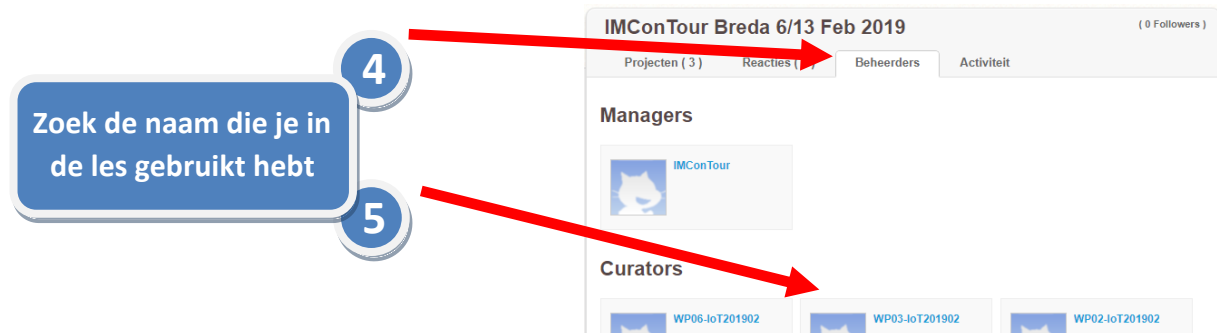 4
Zoek de naam die je in
de les gebruikt hebt
5
IMConTour Breda 6/13 Feb 2019
( 0 Followers )
Projecten ( 3 )
Reacties (
)
Beheerders
Activiteit
Managers
IMConTour
Curators
WP06-IoT201902
WP03-IoT201902
WP02-IoT201902